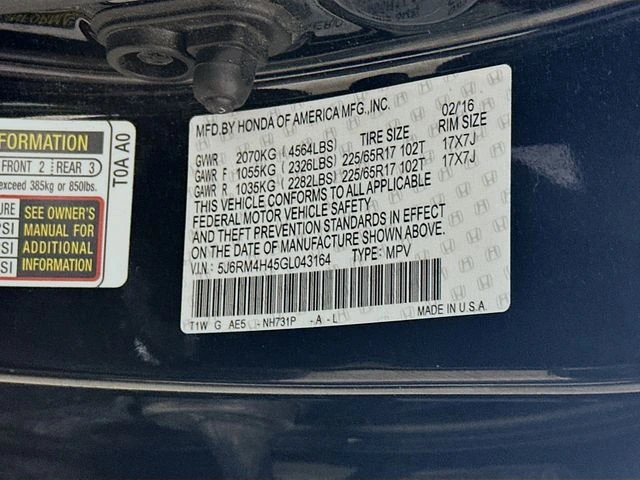 MFD.BY HONDA OF AMERICA MFG.,INC. 02/'16
TIRE SIZE RIM SIZE
GVWR 2070KG ( 4564LBS)
GAWR F 1055KG ( 2326LBS) 225/65R17 102T 17X7J
GAWR R 1035KG ( 2282LBS) 225/65R17 102T 17X7J
THIS VEHICLE CONFORMS TO ALL APPLICABLE
FEDERAL MOTOR VEHICLE SAFETY
AND THEFT PREVENTION STANDARDS IN EFFECT
ON THE DATE OF MANUFACTURE SHOWN ABOVE.
V.I.N.: 5J6RM4H45GL043164 TYPE: MPV
T1W G AE5 - NH731P - A - L MADE IN U.S.A.
FORMATION
FRONT 2 REAR 3
exceed 385kg or 850lbs.
SEE OWNER'S
MANUAL FOR
ADDITIONAL
INFORMATION
T0A A0